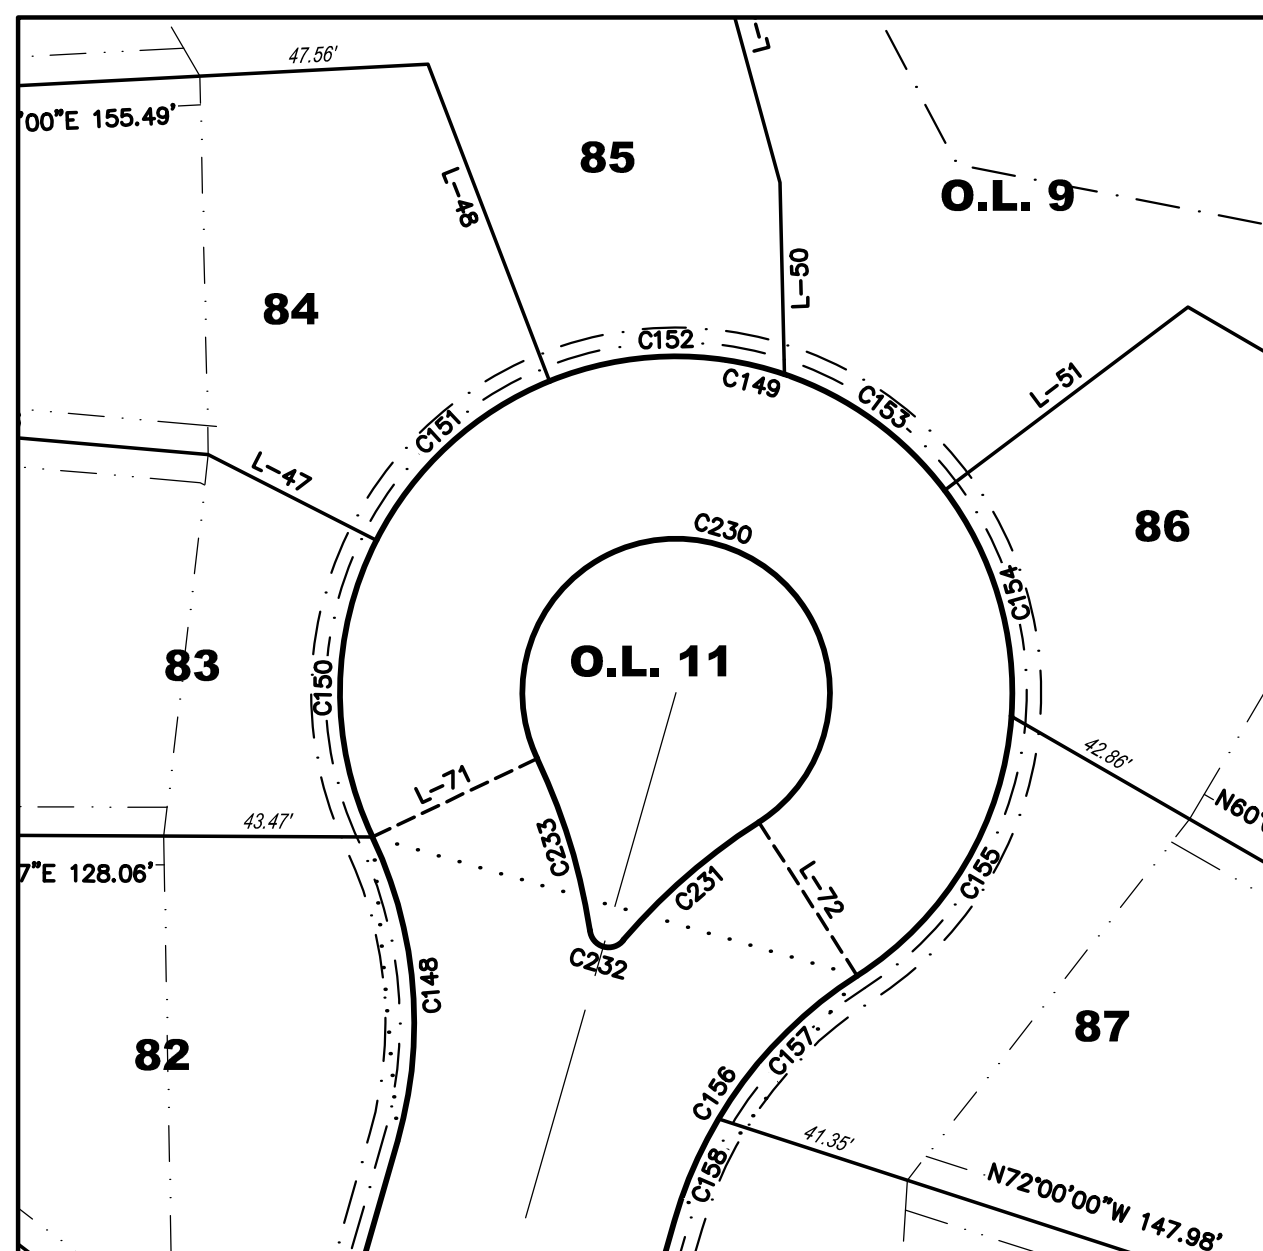 47.56'
'00"E 155.49'
85
L-
O.L. 9
L-48
84
L-50
C152
C149
C153
L-51
C151
L-47
C230
86
C154
83
C150
O.L. 11
42.86'
N60°
L-71
43.47'
7"E 128.06'
C233
C231
L-72
C155
C232
C148
82
87
C157
C156
41.35'
C158
N72°00'00"W 147.98'